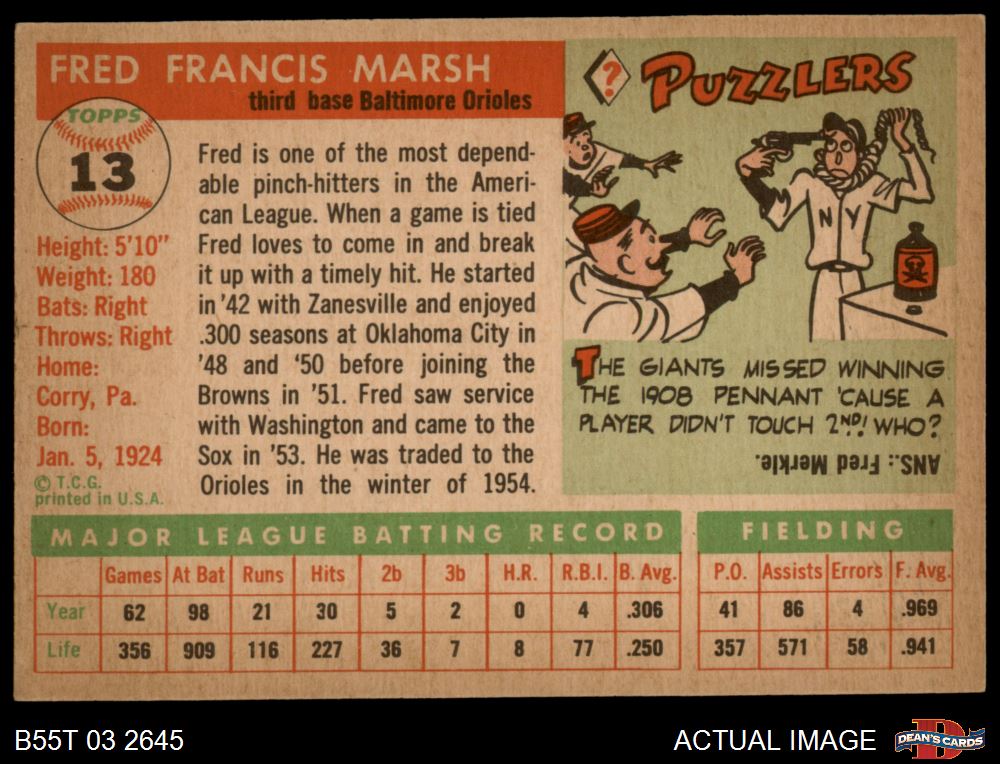 FRED FRANCIS MARSH
third base Baltimore Orioles
TOPPS
13
Height: 5'10"
Weight: 180
Bats: Right
Throws: Right
Home:
Corry, Pa.
Born:
Jan. 5, 1924
© T.C.G.
printed in U.S.A.
Fred is one of the most depend-
able pinch-hitters in the Ameri-
can League. When a game is tied
Fred loves to come in and break
it up with a timely hit. He started
in '42 with Zanesville and enjoyed
.300 seasons at Oklahoma City in
'48 and '50 before joining the
Browns in '51. Fred saw service
with Washington and came to the
Sox in '53. He was traded to the
Orioles in the winter of 1954.
?
PUZZLERS
NY
THE GIANTS MISSED WINNING
THE 1908 PENNANT 'CAUSE A
PLAYER DIDN'T TOUCH 2ND! WHO?
ANS.: Fred Merkle.
MAJOR LEAGUE BATTING RECORD
Games At Bat Runs Hits 2b 3b H.R. R.B.I. B. Avg.
Year 62 98 21 30 5 2 0 4 .306
Life 356 909 116 227 36 7 8 77 .250
FIELDING
P.O. Assists Errors F. Avg.
41 86 4 .969
357 571 58 .941
B55T 03 2645
ACTUAL IMAGE
DEAN'S CARDS